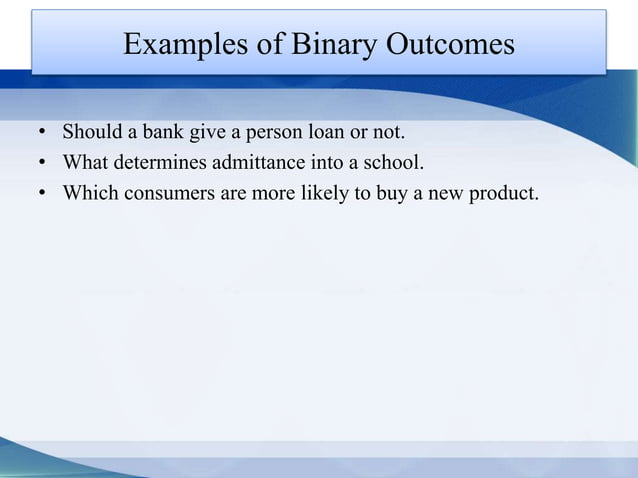 Examples of Binary Outcomes
• Should a bank give a person loan or not.
• What determines admittance into a school.
• Which consumers are more likely to buy a new product.